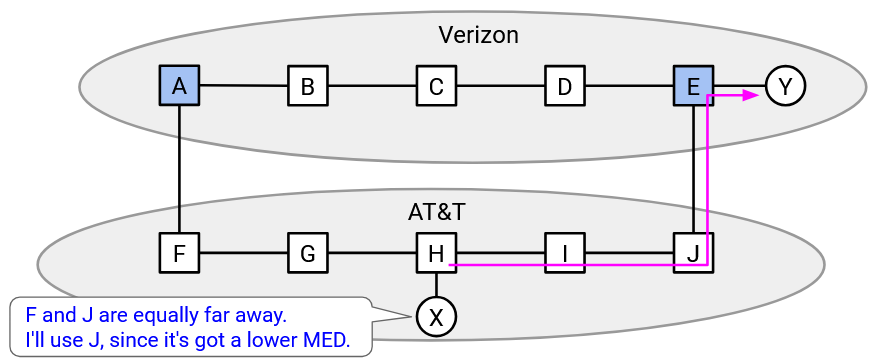 Verizon
A B C D E Y
AT&T
F G H I J
X
F and J are equally far away.
I'll use J, since it's got a lower MED.